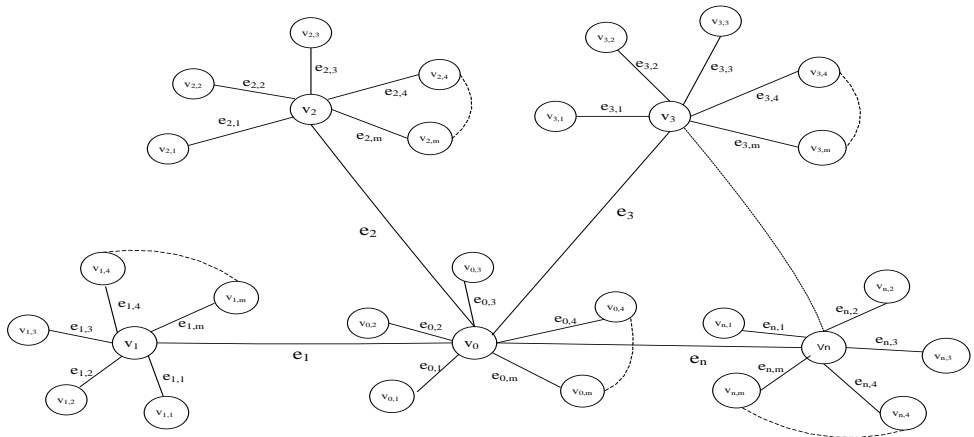 v2,3
v3,3
v3,2
e2,3
e3,2
e3,3
v2,2
e2,2
v2,4
v3,4
e2,4
e3,4
v2
e2,1
e2,m
v3,1
e3,1
v3
v2,1
v2,m
e3,m
v3,m
e2
e3
v1,4
v0,3
v1,m
e1,4
e0,3
v0,4
vn,2
en,2
v1,3
e1,3
e1,m
v0,2
e0,2
e0,4
vn,1
en,1
v1
e1
v0
en
vn
en,3
vn,3
e1,2
e1,1
e0,1
e0,m
en,m
en,4
v1,2
v1,1
v0,1
v0,m
vn,m
vn,4